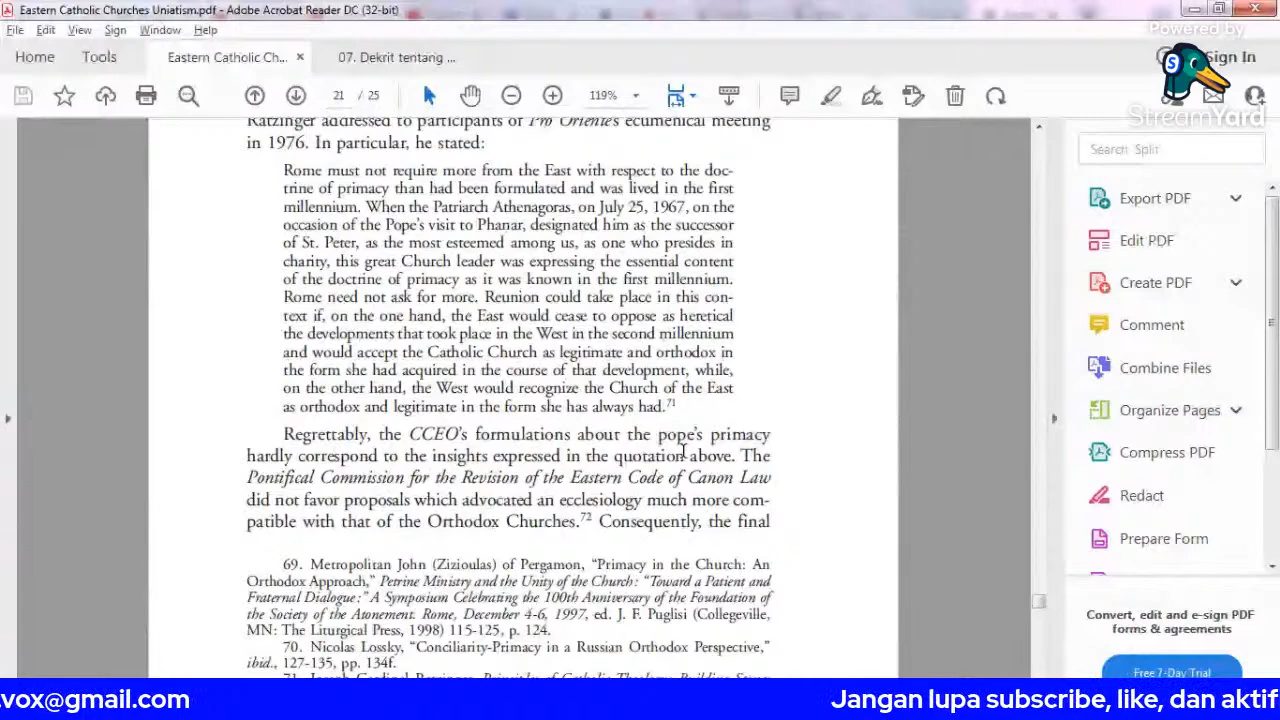 Eastern Catholic Churches Uniatism.pdf - Adobe Acrobat Reader DC (32-bit)
File Edit View Sign Window Help
Powered by
Home Tools Eastern Catholic Ch... × 07. Dekrit tentang ... Sign In
21 / 25 119%
StreamYard
Ratzinger addressed to participants of Pro Oriente's ecumenical meeting
in 1976. In particular, he stated:
Rome must not require more from the East with respect to the doc-
trine of primacy than had been formulated and was lived in the first
millennium. When the Patriarch Athenagoras, on July 25, 1967, on the
occasion of the Pope's visit to Phanar, designated him as the successor
of St. Peter, as the most esteemed among us, as one who presides in
charity, this great Church leader was expressing the essential content
of the doctrine of primacy as it was known in the first millennium.
Rome need not ask for more. Reunion could take place in this con-
text if, on the one hand, the East would cease to oppose as heretical
the developments that took place in the West in the second millennium
and would accept the Catholic Church as legitimate and orthodox in
the form she had acquired in the course of that development, while,
on the other hand, the West would recognize the Church of the East
as orthodox and legitimate in the form she has always had.71
Regrettably, the CCEO's formulations about the pope's primacy
hardly correspond to the insights expressed in the quotation above. The
Pontifical Commission for the Revision of the Eastern Code of Canon Law
did not favor proposals which advocated an ecclesiology much more com-
patible with that of the Orthodox Churches.72 Consequently, the final
69. Metropolitan John (Zizioulas) of Pergamon, “Primacy in the Church: An
Orthodox Approach,” Petrine Ministry and the Unity of the Church: “Toward a Patient and
Fraternal Dialogue:” A Symposium Celebrating the 100th Anniversary of the Foundation of
the Society of the Atonement. Rome, December 4-6, 1997, ed. J. F. Puglisi (Collegeville,
MN: The Liturgical Press, 1998) 115-125, p. 124.
70. Nicolas Lossky, “Conciliarity-Primacy in a Russian Orthodox Perspective,”
ibid., 127-135, pp. 134f.
Search 'Split'
Export PDF
Edit PDF
Create PDF
Comment
Combine Files
Organize Pages
Compress PDF
Redact
Prepare Form
Convert, edit and e-sign PDF
forms & agreements
Free 7-Day Trial
.vox@gmail.com Jangan lupa subscribe, like, dan aktif